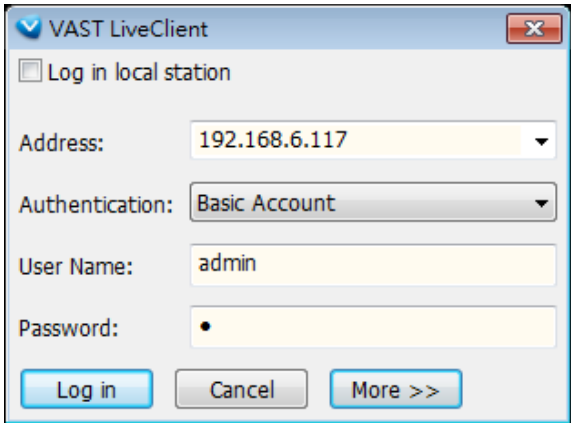 VAST LiveClient
Log in local station
Address: 192.168.6.117
Authentication: Basic Account
User Name: admin
Password: •
Log in Cancel More >>